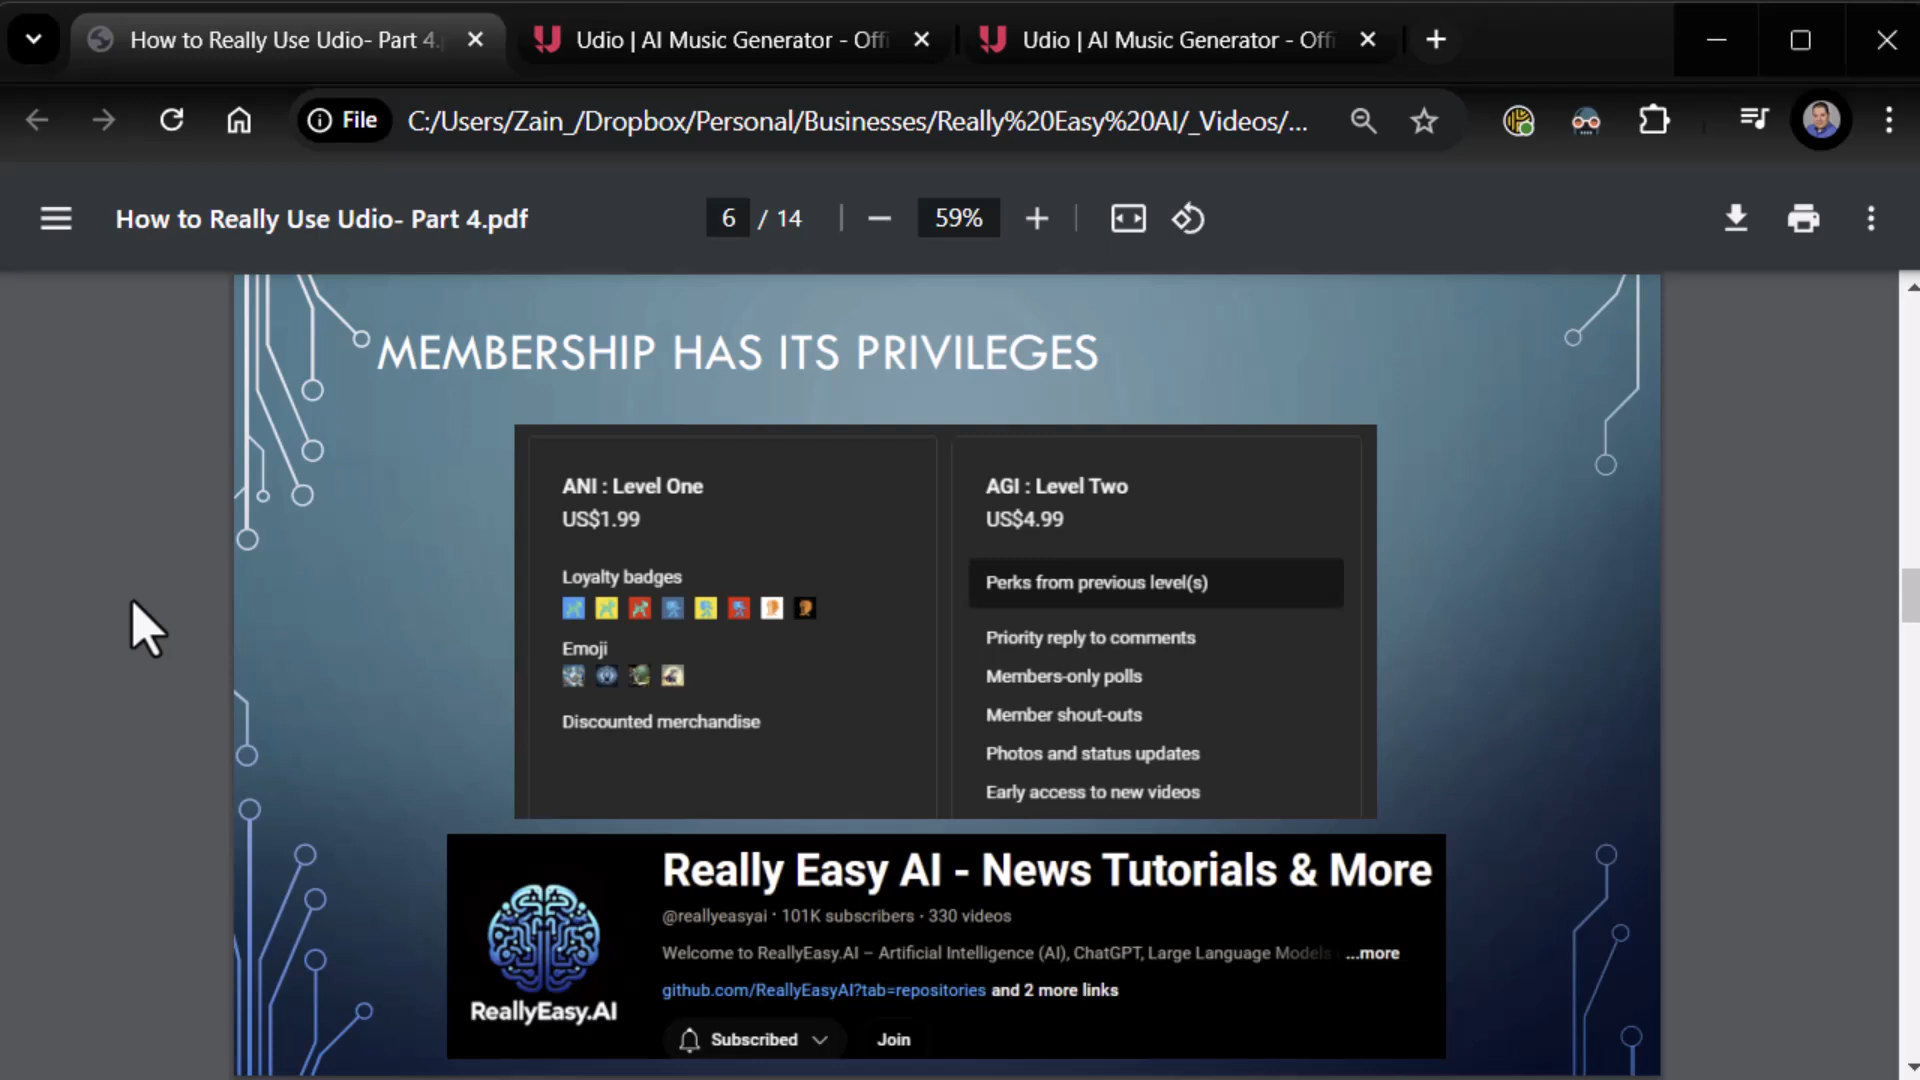 How to Really Use Udio- Part 4.
Udio | AI Music Generator - Offi
Udio | AI Music Generator - Offi
File
C:/Users/Zain_/Dropbox/Personal/Businesses/Really%20Easy%20AI/_Videos/...
How to Really Use Udio- Part 4.pdf
6 / 14
59%
MEMBERSHIP HAS ITS PRIVILEGES
ANI : Level One
US$1.99
Loyalty badges
Emoji
Discounted merchandise
AGI : Level Two
US$4.99
Perks from previous level(s)
Priority reply to comments
Members-only polls
Member shout-outs
Photos and status updates
Early access to new videos
ReallyEasy.AI
Really Easy AI - News Tutorials & More
@reallyeasyai · 101K subscribers · 330 videos
Welcome to ReallyEasy.AI – Artificial Intelligence (AI), ChatGPT, Large Language Models ...more
github.com/ReallyEasyAI?tab=repositories and 2 more links
Subscribed
Join